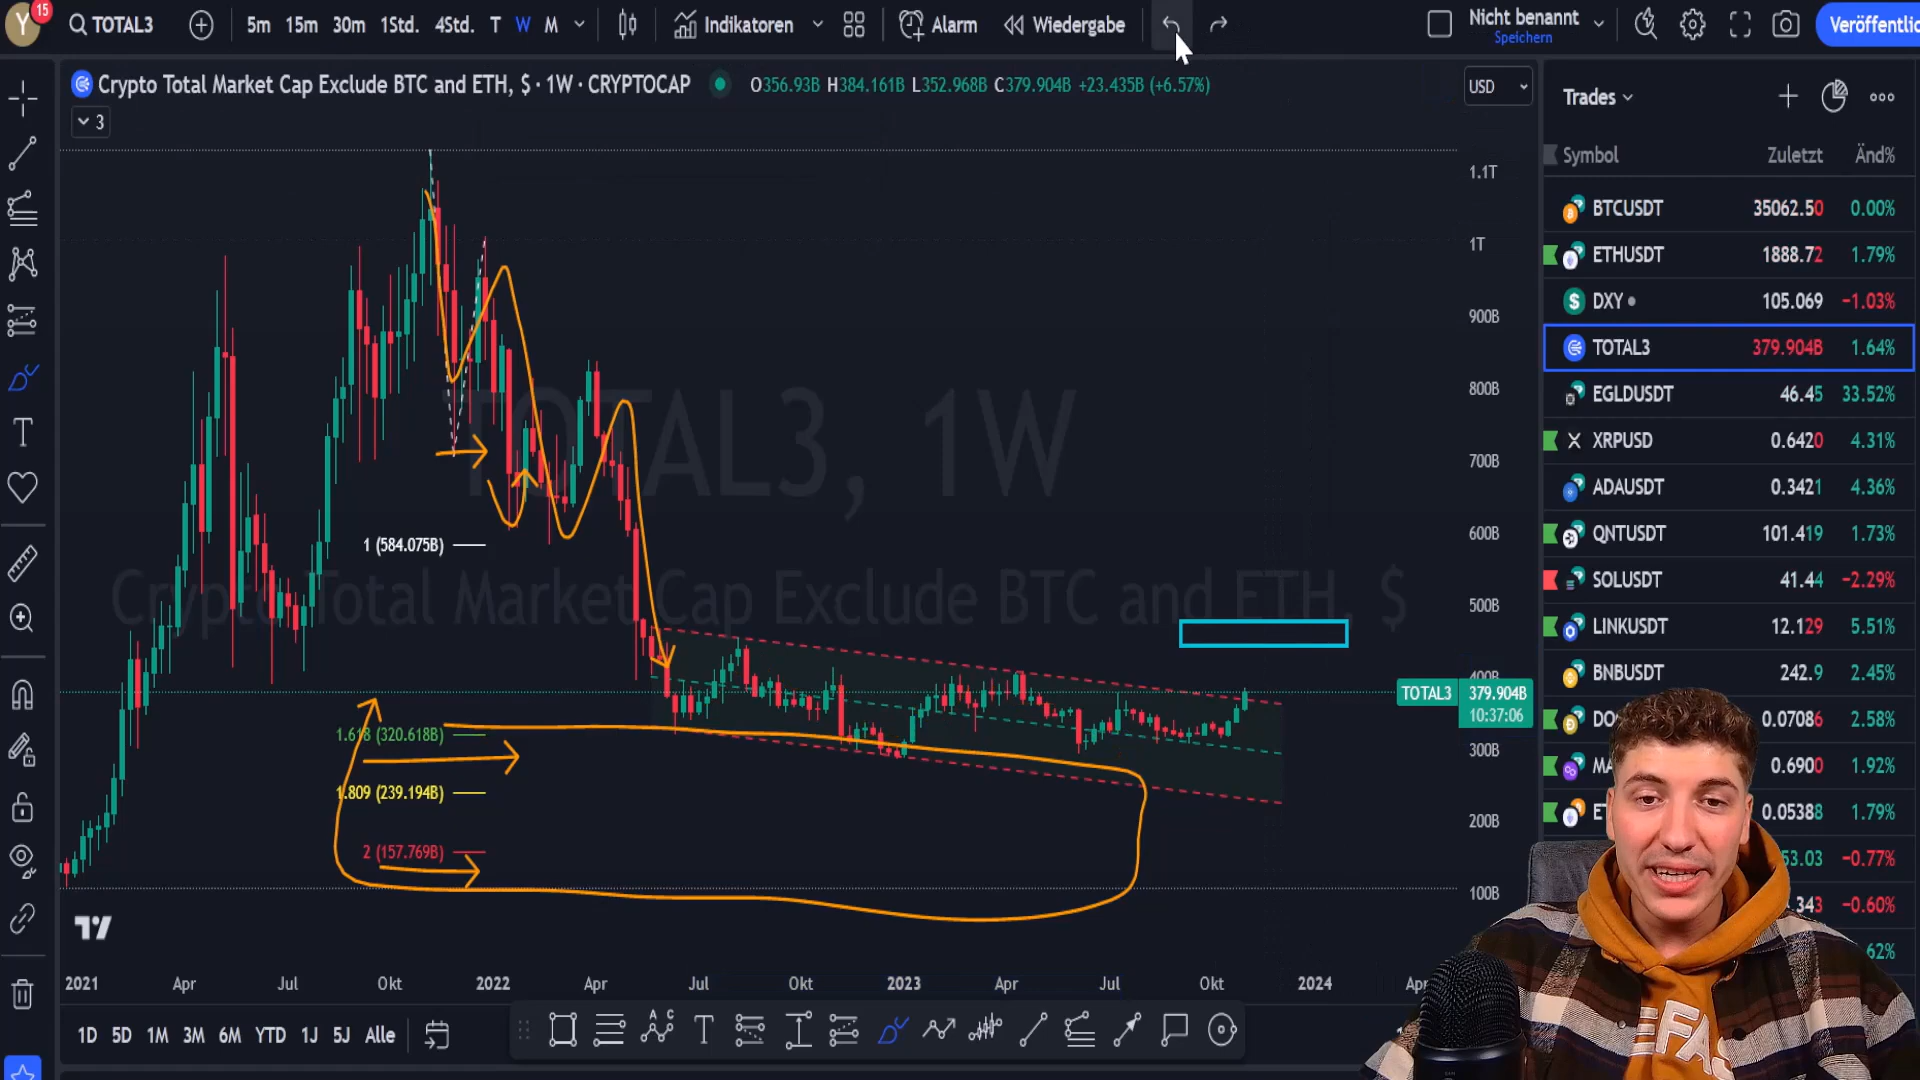 Y 15 TOTAL3 5m 15m 30m 1Std. 4Std. T W M Indikatoren Alarm Wiedergabe Nicht benannt Speichern Veröffentlic
Crypto Total Market Cap Exclude BTC and ETH, $ · 1W · CRYPTOCAP O356.93B H384.161B L352.968B C379.904B +23.435B (+6.57%) USD
3
TOTAL3, 1W
Crypto Total Market Cap Exclude BTC and ETH, $
1.1T
1T
900B
800B
700B
600B
500B
400B
TOTAL3 379.904B
10:37:06
300B
200B
100B
1 (584.075B)
1.618 (320.618B)
1.809 (239.194B)
2 (157.769B)
2021 Apr Jul Okt 2022 Apr Jul Okt 2023 Apr Jul Okt 2024 Apr
1D 5D 1M 3M 6M YTD 1J 5J Alle
Trades
Symbol Zuletzt Änd%
BTCUSDT 35062.50 0.00%
ETHUSDT 1888.72 1.79%
DXY 105.069 −1.03%
TOTAL3 379.904B 1.64%
EGLDUSDT 46.45 33.52%
XRPUSD 0.6420 4.31%
ADAUSDT 0.3421 4.36%
QNTUSDT 101.419 1.73%
SOLUSDT 41.44 −2.29%
LINKUSDT 12.129 5.51%
BNBUSDT 242.9 2.45%
DO 0.07086 2.58%
MA 0.6900 1.92%
ET 0.05388 1.79%
53.03 −0.77%
343 −0.60%
62%